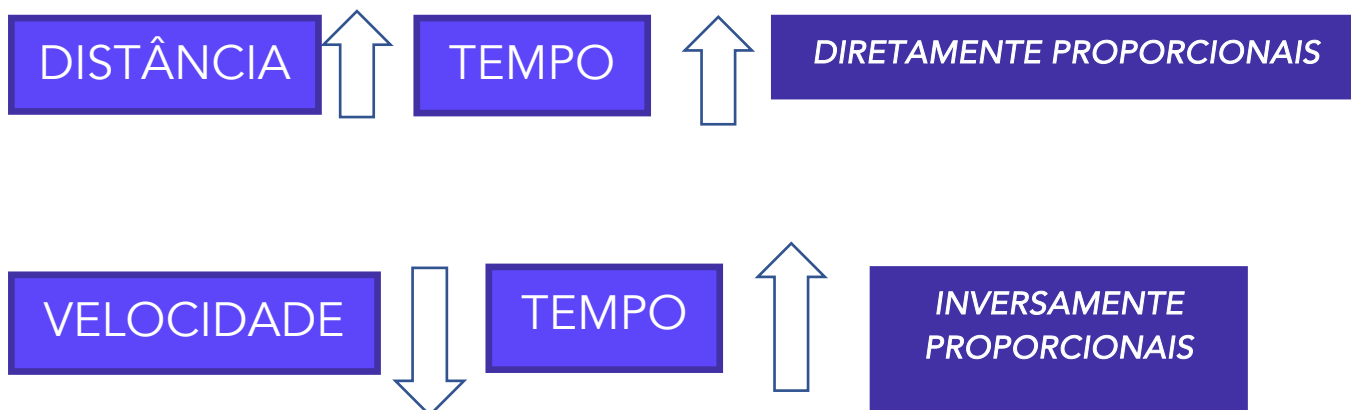 DISTÂNCIA
TEMPO
DIRETAMENTE PROPORCIONAIS
VELOCIDADE
TEMPO
INVERSAMENTE
PROPORCIONAIS